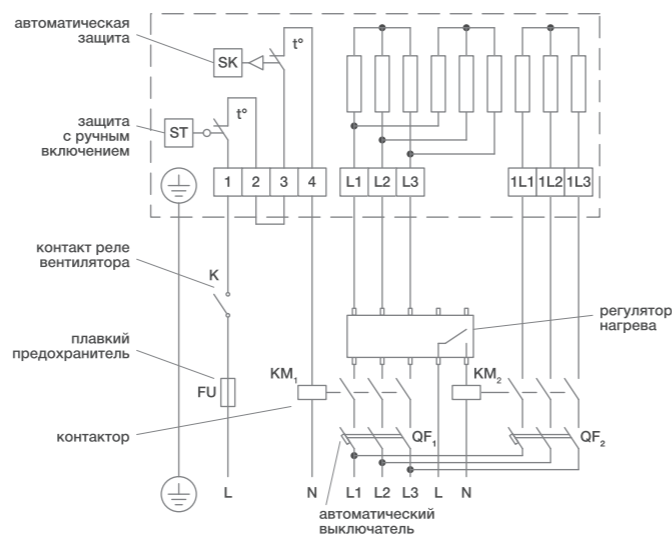 автоматическая
защита
SK
t°
защита
с ручным
включением
ST
t°
1 2 3 4 L1 L2 L3 1L1 1L2 1L3
контакт реле
вентилятора
K
регулятор
нагрева
плавкий
предохранитель
FU
KM1
KM2
контактор
QF1
QF2
L N L1 L2 L3 L N
автоматический
выключатель